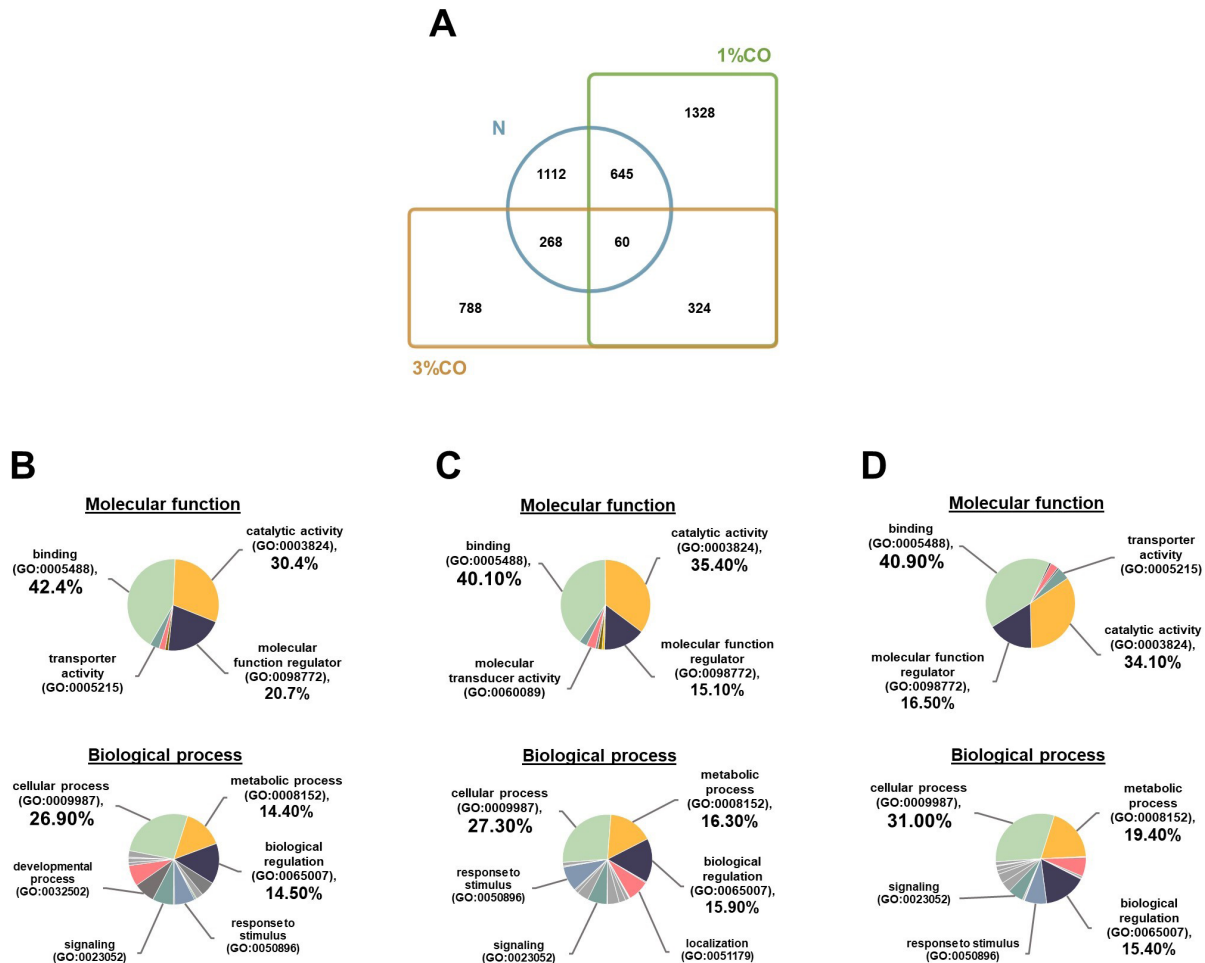 A
1%CO
1328
N
1112
645
268
60
788
324
3%CO
B
Molecular function
binding
(GO:0005488),
42.4%
catalytic activity
(GO:0003824),
30.4%
transporter
activity
(GO:0005215)
molecular
function regulator
(GO:0098772),
20.7%
Biological process
cellular process
(GO:0009987),
26.90%
metabolic process
(GO:0008152),
14.40%
developmental
process
(GO:0032502)
biological
regulation
(GO:0065007),
14.50%
signaling
(GO:0023052)
response to
stimulus
(GO:0050896)
C
Molecular function
binding
(GO:0005488),
40.10%
catalytic activity
(GO:0003824),
35.40%
molecular
transducer activity
(GO:0060089)
molecular function
regulator
(GO:0098772),
15.10%
Biological process
cellular process
(GO:0009987),
27.30%
metabolic
process
(GO:0008152),
16.30%
response to
stimulus
(GO:0050896)
biological
regulation
(GO:0065007),
15.90%
signaling
(GO:0023052)
localization
(GO:0051179)
D
Molecular function
binding
(GO:0005488),
40.90%
transporter
activity
(GO:0005215)
molecular function
regulator
(GO:0098772),
16.50%
catalytic activity
(GO:0003824),
34.10%
Biological process
cellular process
(GO:0009987),
31.00%
metabolic
process
(GO:0008152),
19.40%
signaling
(GO:0023052)
response to stimulus
(GO:0050896)
biological
regulation
(GO:0065007),
15.40%